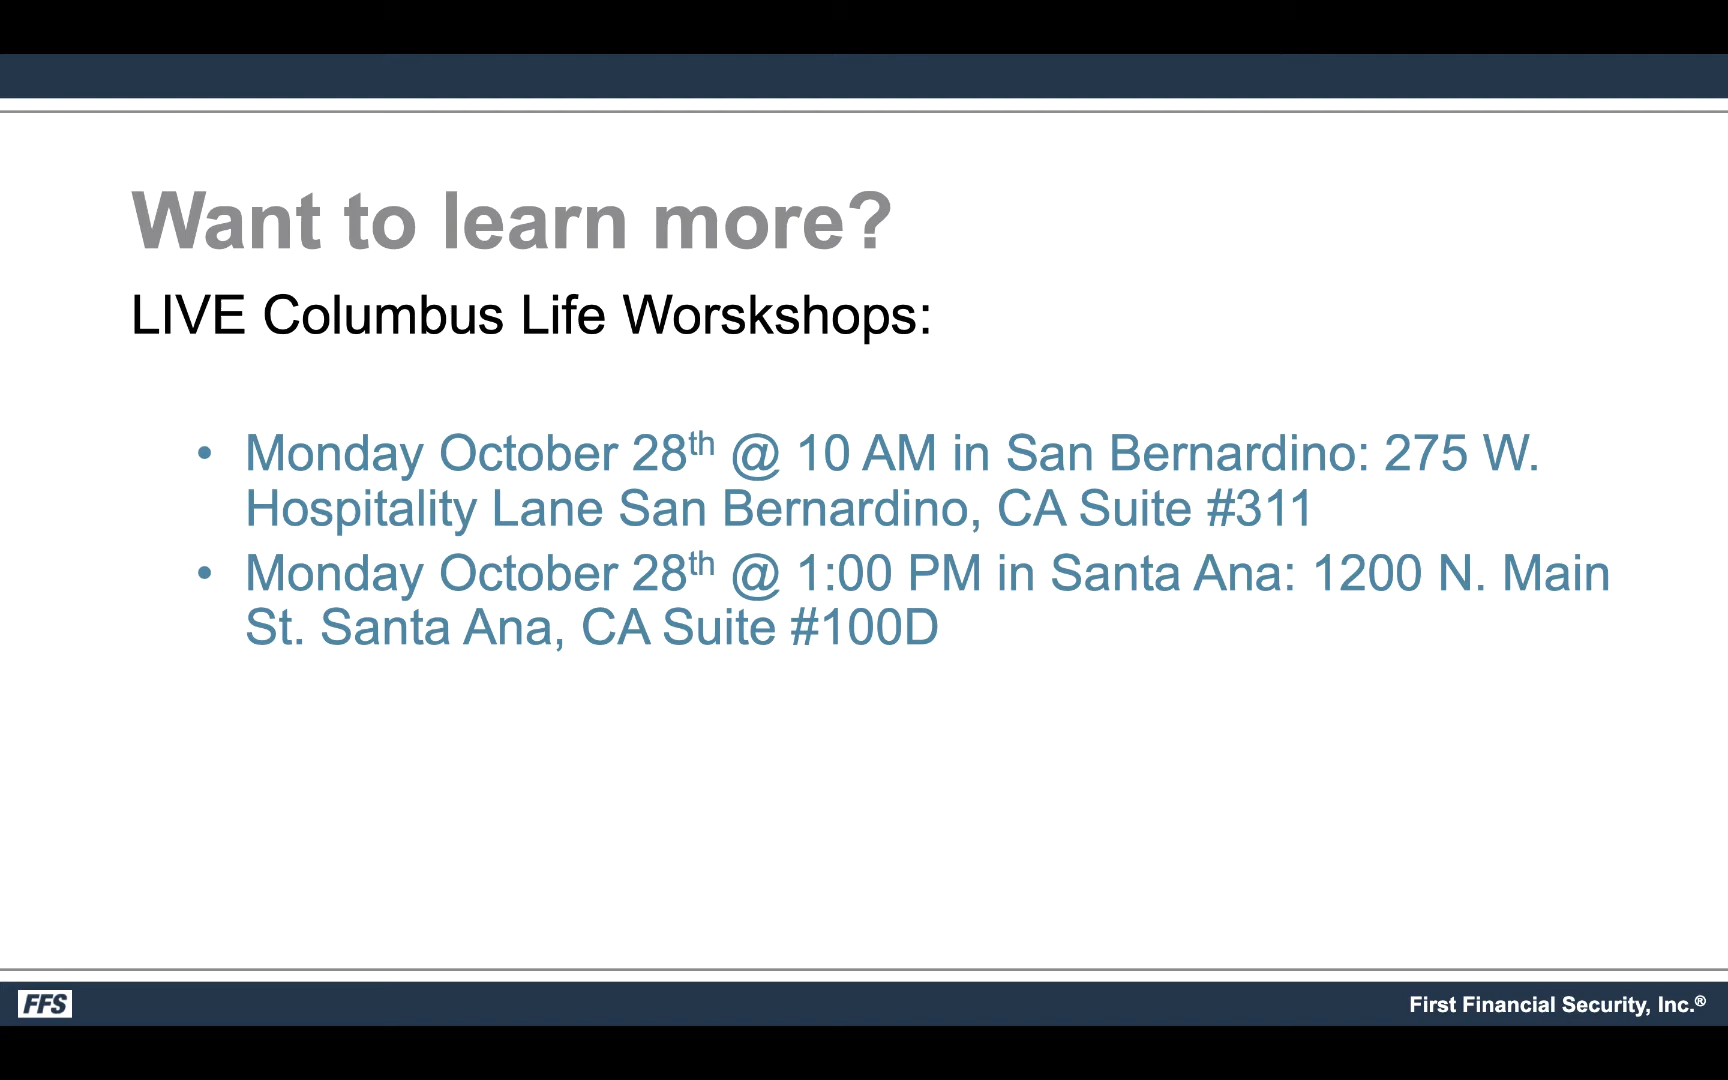 Want to learn more?
LIVE Columbus Life Worskshops:
• Monday October 28th @ 10 AM in San Bernardino: 275 W.
Hospitality Lane San Bernardino, CA Suite #311
• Monday October 28th @ 1:00 PM in Santa Ana: 1200 N. Main
St. Santa Ana, CA Suite #100D
FFS
First Financial Security, Inc.®